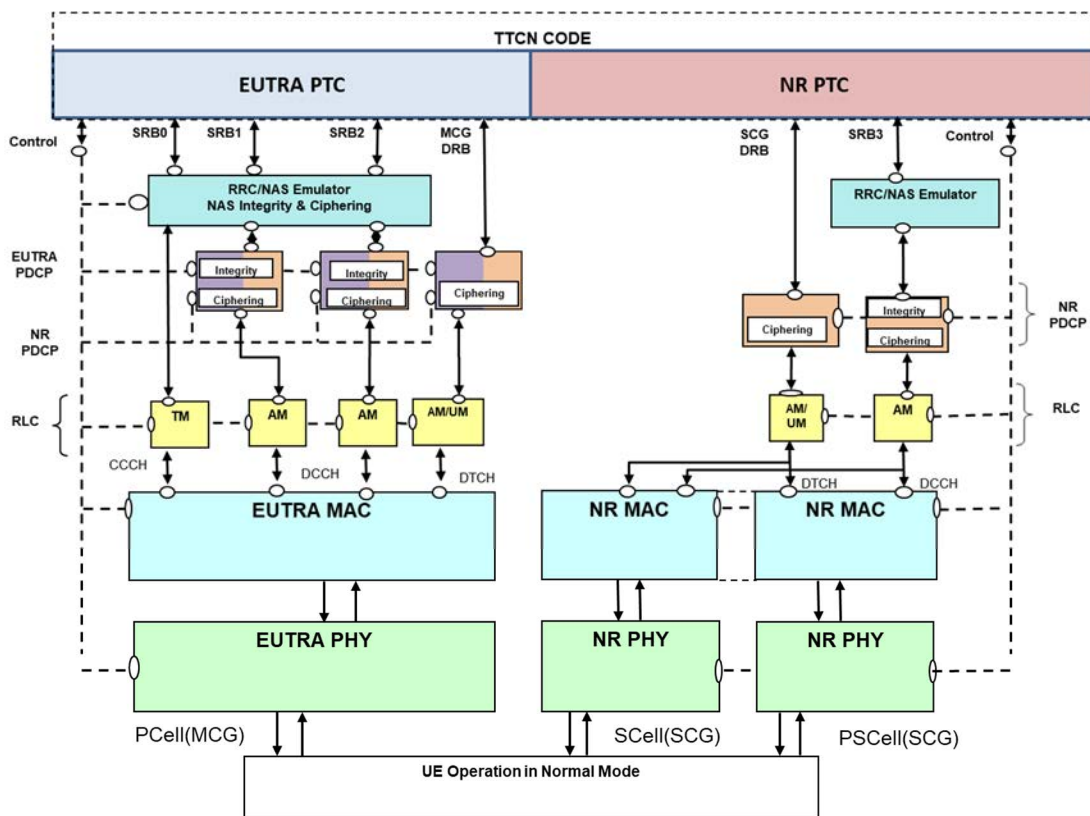 TTCN CODE
EUTRA PTC
NR PTC
Control
SRB0
SRB1
SRB2
MCG
DRB
SCG
DRB
SRB3
Control
RRC/NAS Emulator
NAS Integrity & Ciphering
RRC/NAS Emulator
EUTRA
PDCP
Integrity
Integrity
Ciphering
Ciphering
Ciphering
NR
PDCP
Ciphering
Integrity
Ciphering
NR
PDCP
RLC
TM
AM
AM
AM/UM
AM/
UM
AM
RLC
CCCH
DCCH
DTCH
DTCH
DCCH
EUTRA MAC
NR MAC
NR MAC
EUTRA PHY
NR PHY
NR PHY
PCell(MCG)
SCell(SCG)
PSCell(SCG)
UE Operation in Normal Mode